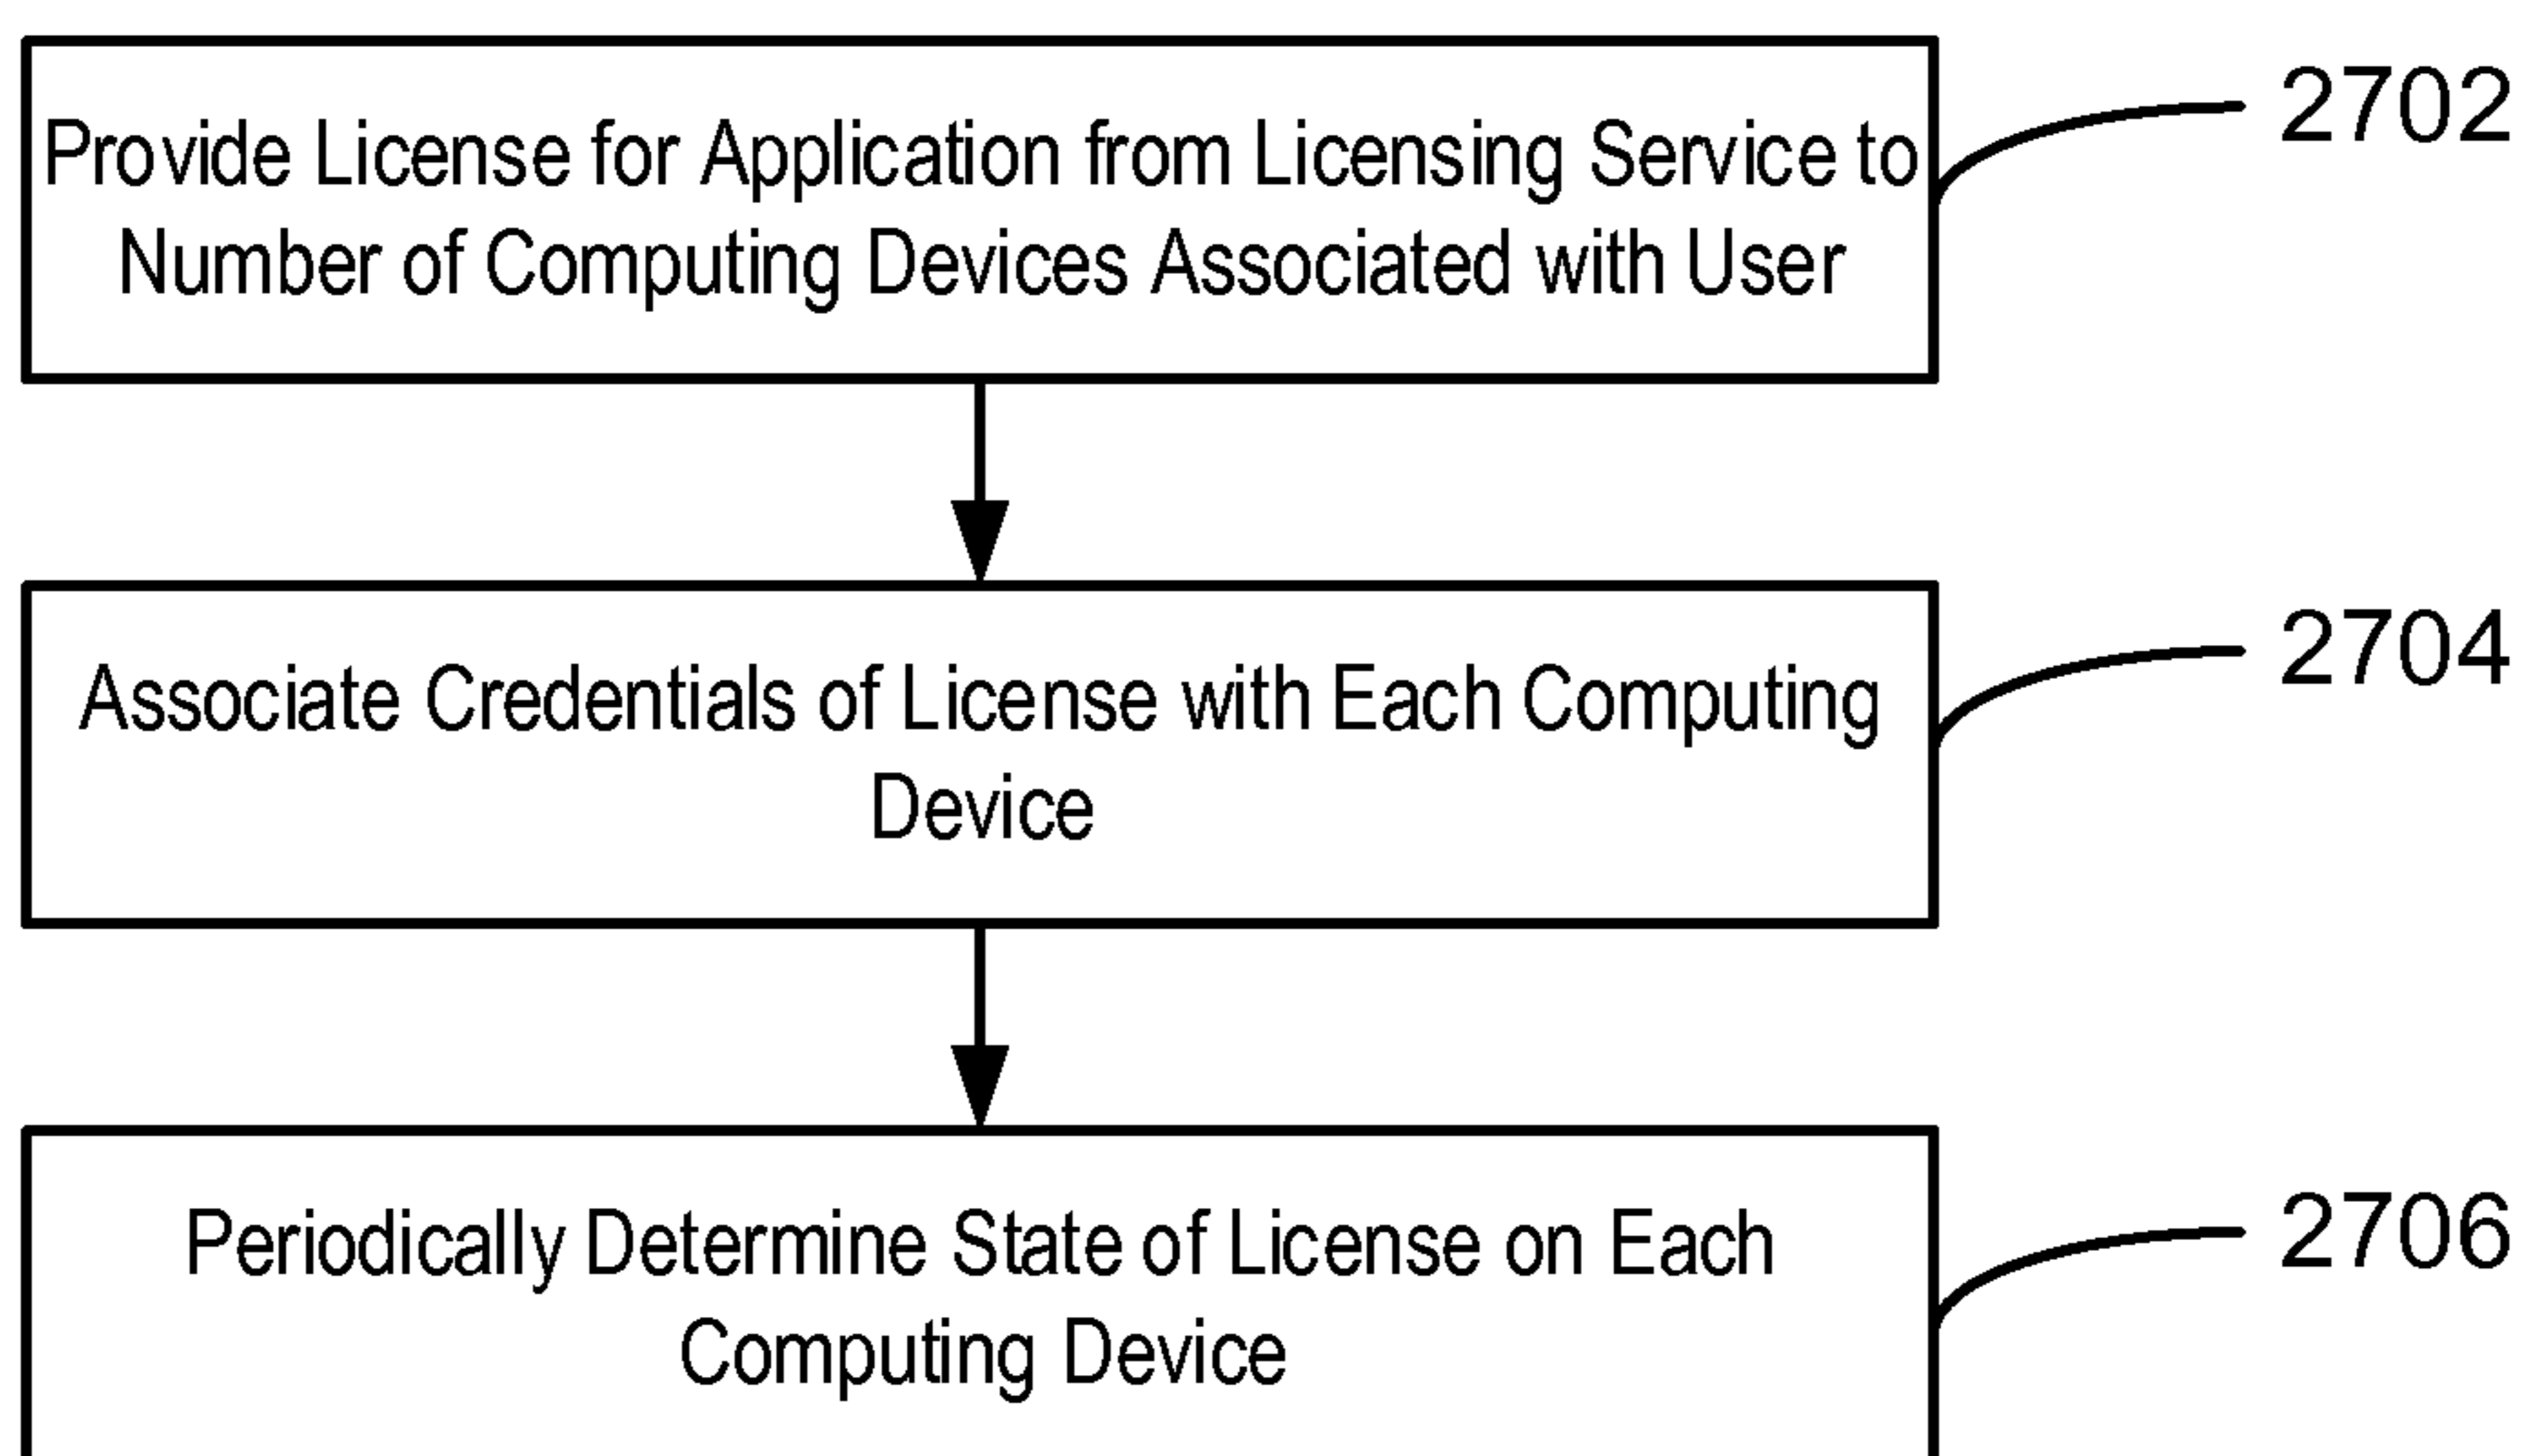 Provide License for Application from Licensing Service to
Number of Computing Devices Associated with User
2702
Associate Credentials of License with Each Computing
Device
2704
Periodically Determine State of License on Each
Computing Device
2706